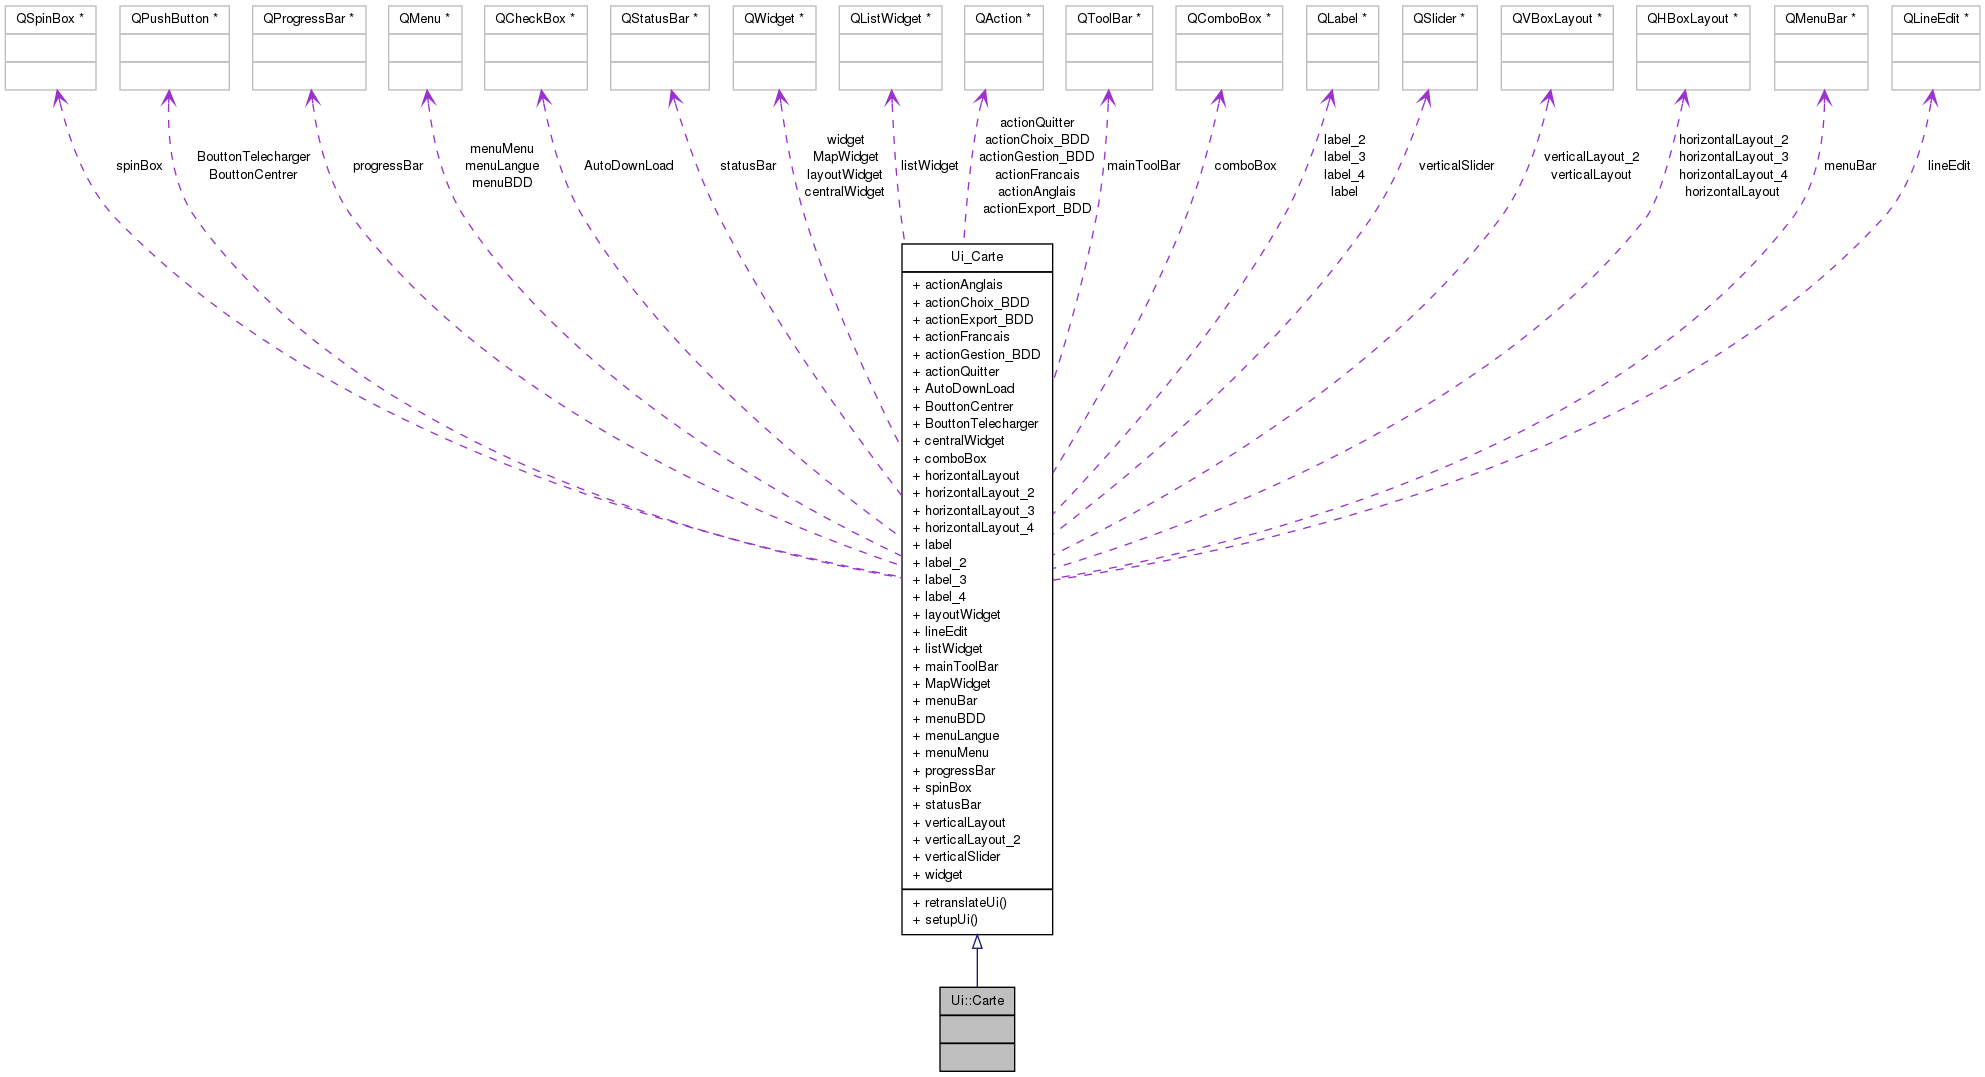 QSpinBox *
QPushButton *
QProgressBar *
QMenu *
QCheckBox *
QStatusBar *
QWidget *
QListWidget *
QAction *
QToolBar *
QComboBox *
QLabel *
QSlider *
QVBoxLayout *
QHBoxLayout *
QMenuBar *
QLineEdit *
spinBox
BouttonTelecharger
BouttonCentrer
progressBar
menuMenu
menuLangue
menuBDD
AutoDownLoad
statusBar
widget
MapWidget
layoutWidget
centralWidget
listWidget
actionQuitter
actionChoix_BDD
actionGestion_BDD
actionFrancais
actionAnglais
actionExport_BDD
mainToolBar
comboBox
label_2
label_3
label_4
label
verticalSlider
verticalLayout_2
verticalLayout
horizontalLayout_2
horizontalLayout_3
horizontalLayout_4
horizontalLayout
menuBar
lineEdit
Ui_Carte
+ actionAnglais
+ actionChoix_BDD
+ actionExport_BDD
+ actionFrancais
+ actionGestion_BDD
+ actionQuitter
+ AutoDownLoad
+ BouttonCentrer
+ BouttonTelecharger
+ centralWidget
+ comboBox
+ horizontalLayout
+ horizontalLayout_2
+ horizontalLayout_3
+ horizontalLayout_4
+ label
+ label_2
+ label_3
+ label_4
+ layoutWidget
+ lineEdit
+ listWidget
+ mainToolBar
+ MapWidget
+ menuBar
+ menuBDD
+ menuLangue
+ menuMenu
+ progressBar
+ spinBox
+ statusBar
+ verticalLayout
+ verticalLayout_2
+ verticalSlider
+ widget
+ retranslateUi()
+ setupUi()
Ui::Carte